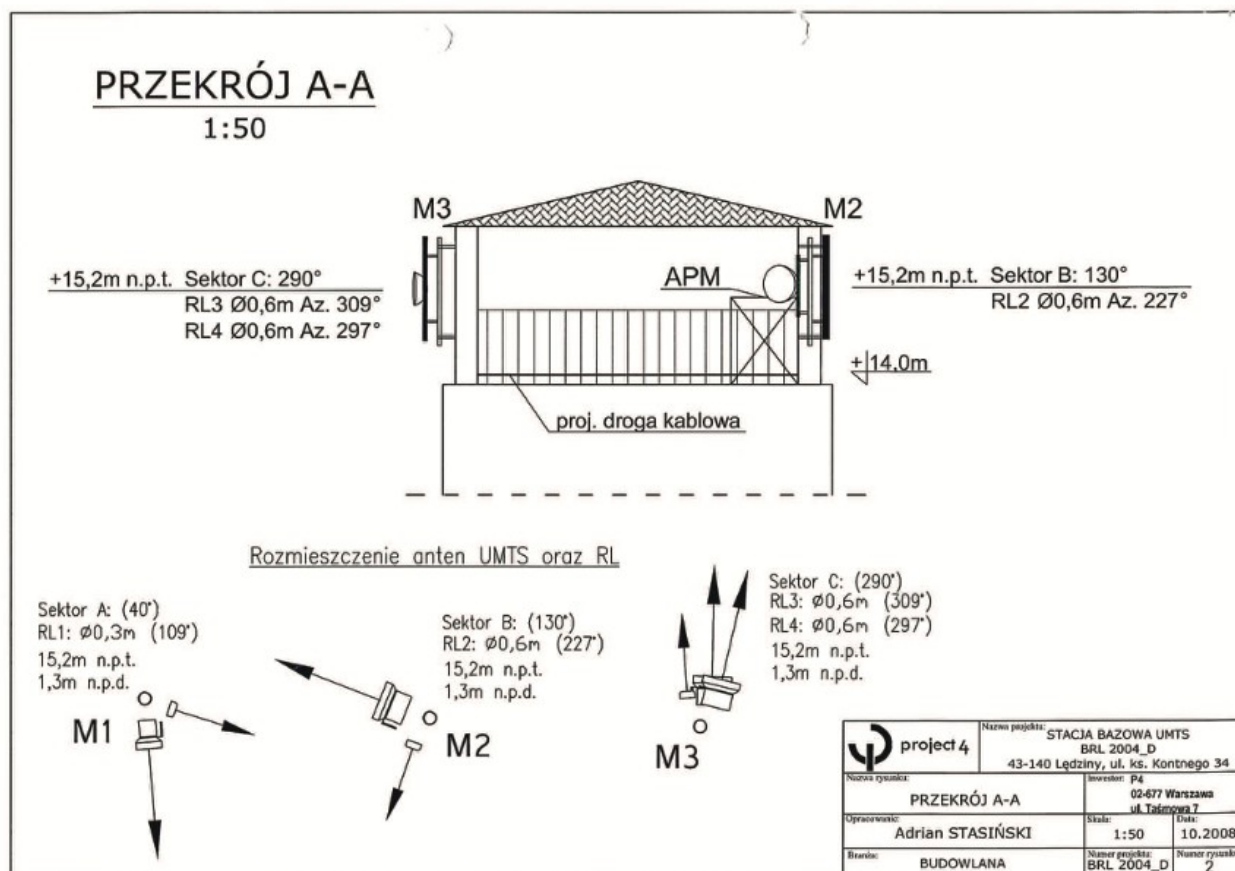 PRZEKRÓJ A-A
1:50
M3
M2
+15,2m n.p.t. Sektor C: 290°
RL3 Ø0,6m Az. 309°
RL4 Ø0,6m Az. 297°
APM
+15,2m n.p.t. Sektor B: 130°
RL2 Ø0,6m Az. 227°
+14.0m
proj. droga kablowa
Rozmieszczenie anten UMTS oraz RL
Sektor A: (40°)
RL1: Ø0,3m (109°)
15,2m n.p.t.
1,3m n.p.d.
M1
Sektor B: (130°)
RL2: Ø0,6m (227°)
15,2m n.p.t.
1,3m n.p.d.
M2
Sektor C: (290°)
RL3: Ø0,6m (309°)
RL4: Ø0,6m (297°)
15,2m n.p.t.
1,3m n.p.d.
M3
project 4
Nazwa projektu:
STACJA BAZOWA UMTS
BRL 2004_D
43-140 Lędziny, ul. ks. Kontnego 34
Nazwa rysunku:
PRZEKRÓJ A-A
Inwestor: P4
02-677 Warszawa
ul. Taśmowa 7
Opracowanie:
Adrian STASIŃSKI
Skala:
1:50
Data:
10.2008
Branża:
BUDOWLANA
Numer projektu:
BRL 2004_D
Numer rysunku
2